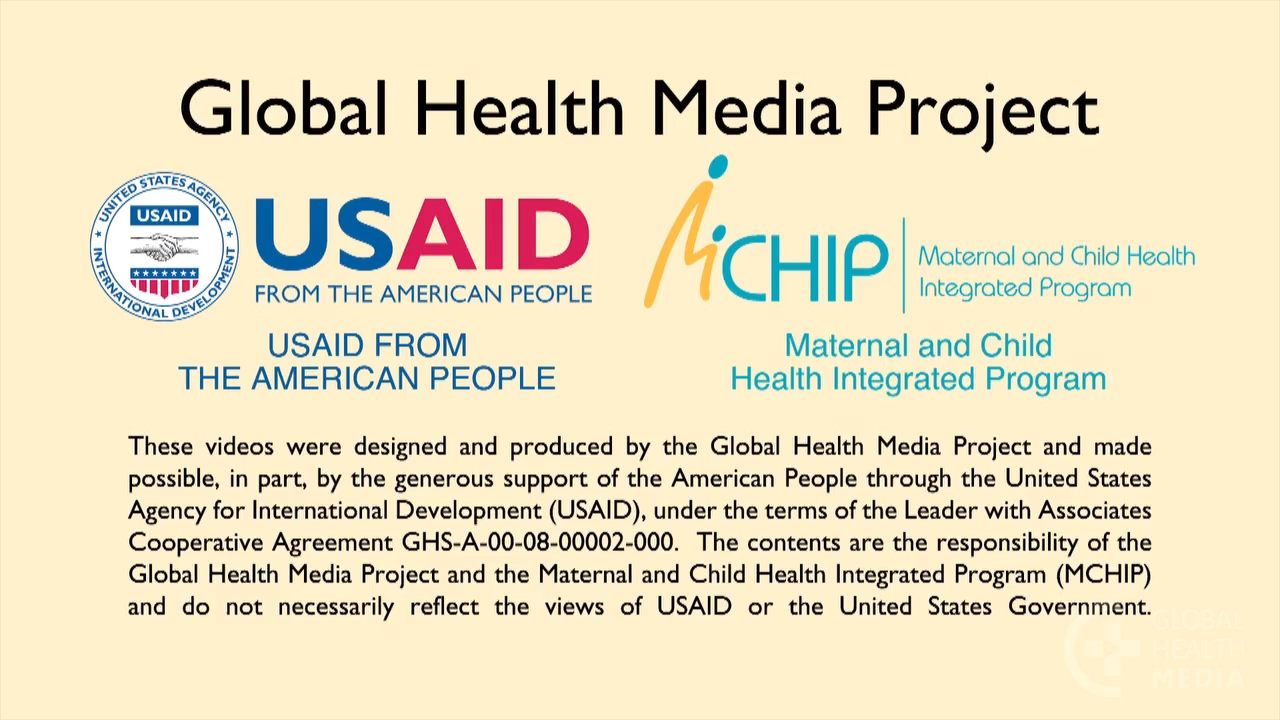 Global Health Media Project
UNITED STATES AGENCY
USAID
INTERNATIONAL DEVELOPMENT
USAID
FROM THE AMERICAN PEOPLE
MCHIP
Maternal and Child Health
Integrated Program
USAID FROM
THE AMERICAN PEOPLE
Maternal and Child
Health Integrated Program
These videos were designed and produced by the Global Health Media Project and made
possible, in part, by the generous support of the American People through the United States
Agency for International Development (USAID), under the terms of the Leader with Associates
Cooperative Agreement GHS-A-00-08-00002-000. The contents are the responsibility of the
Global Health Media Project and the Maternal and Child Health Integrated Program (MCHIP)
and do not necessarily reflect the views of USAID or the United States Government.
GLOBAL
HEALTH
MEDIA